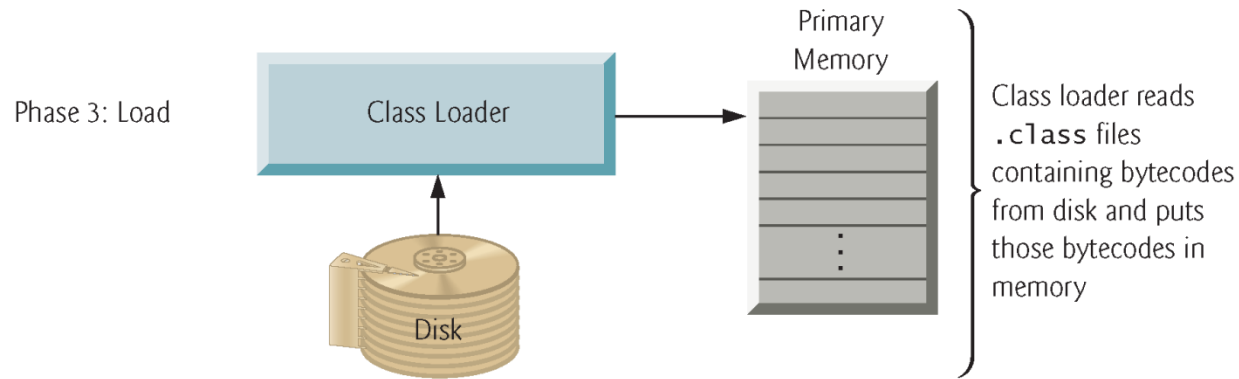 Phase 3: Load
Class Loader
Disk
Primary
Memory
Class loader reads
.class files
containing bytecodes
from disk and puts
those bytecodes in
memory